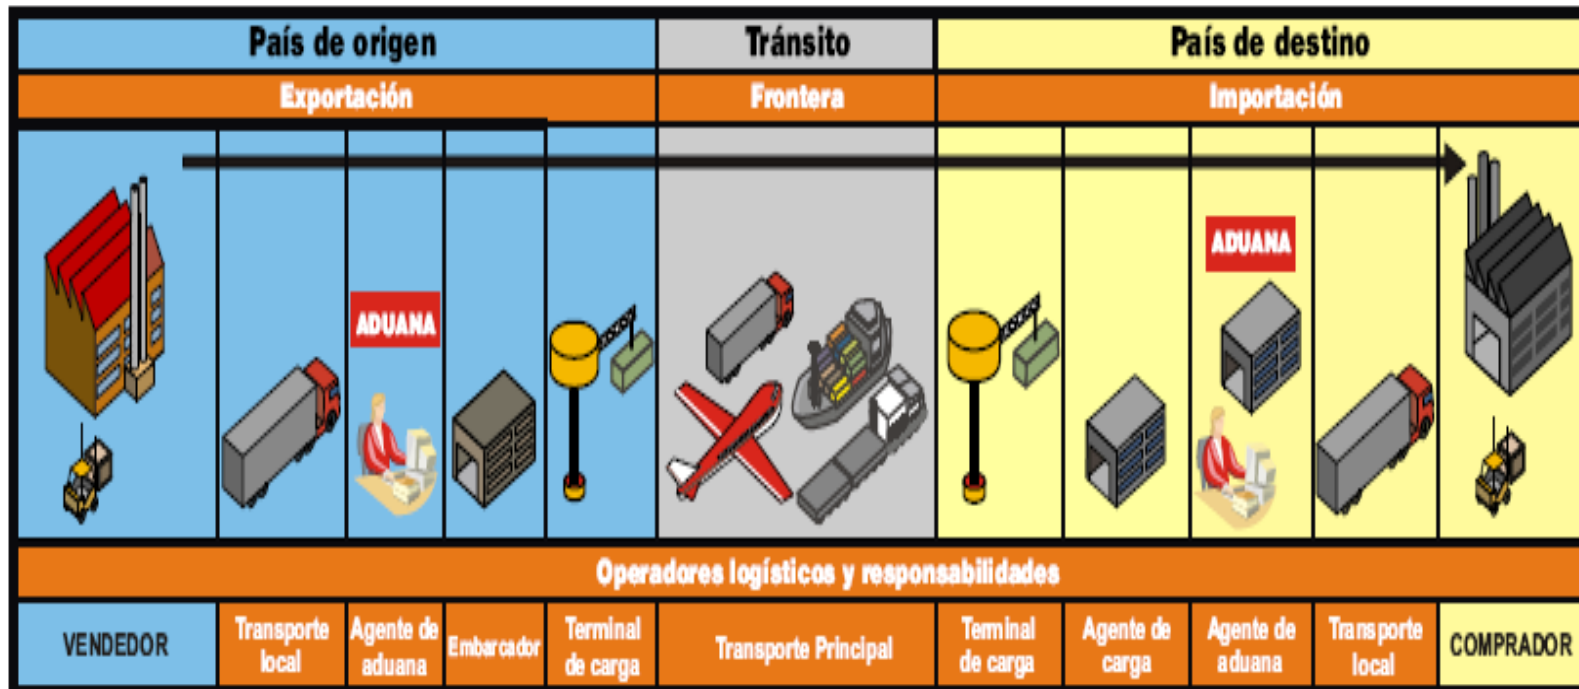 País de origen
Tránsito
País de destino
Exportación
Frontera
Importación
ADUANA
ADUANA
Operadores logísticos y responsabilidades
VENDEDOR
Transporte
local
Agente de
aduana
Embarcador
Terminal
de carga
Transporte Principal
Terminal
de carga
Agente de
carga
Agente de
aduana
Transporte
local
COMPRADOR